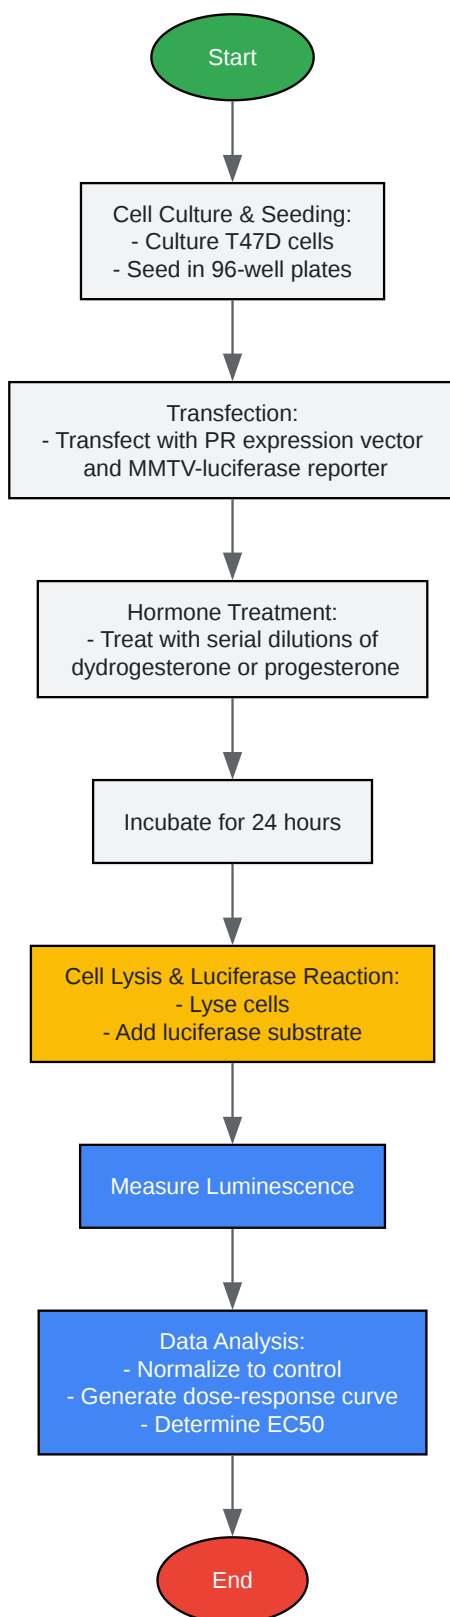 Start
Cell Culture & Seeding:
- Culture T47D cells
- Seed in 96-well plates
Transfection:
- Transfect with PR expression vector
and MMTV-luciferase reporter
Hormone Treatment:
- Treat with serial dilutions of
dydrogesterone or progesterone
Incubate for 24 hours
Cell Lysis & Luciferase Reaction:
- Lyse cells
- Add luciferase substrate
Measure Luminescence
Data Analysis:
- Normalize to control
- Generate dose-response curve
- Determine EC50
End